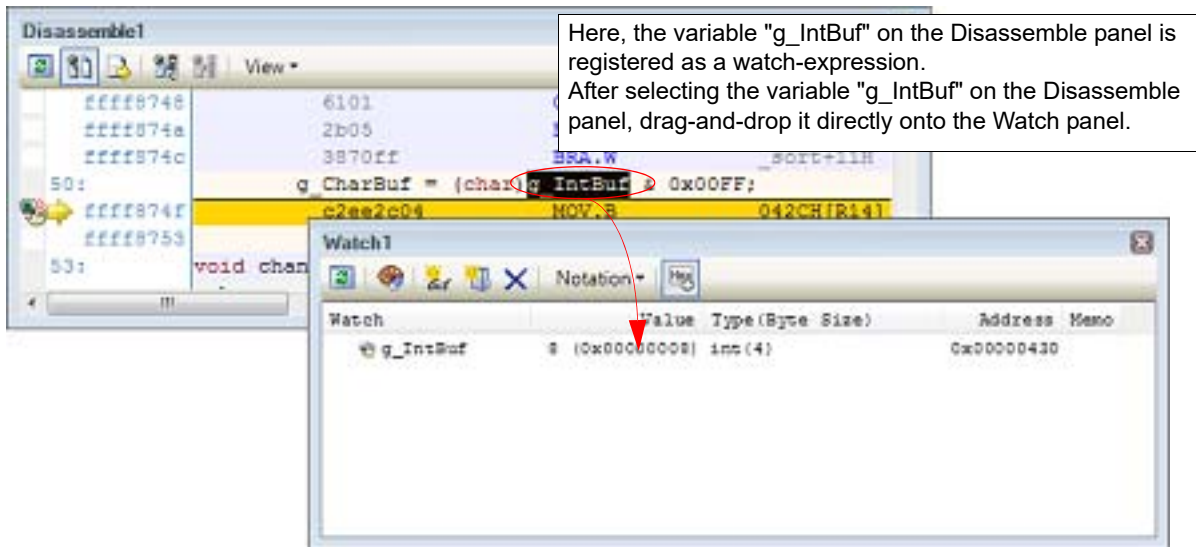 Disassemble1
Here, the variable "g_IntBuf" on the Disassemble panel is
registered as a watch-expression.
After selecting the variable "g_IntBuf" on the Disassemble
panel, drag-and-drop it directly onto the Watch panel.
View
ffff8748 6101
ffff874a 2b05
ffff874c 3870ff BRA.W _sort+11H
50: g_CharBuf = (char)g_IntBuf & 0x00FF;
ffff874f c2ee2c04 MOV.B 042CH[R14]
ffff8753
53: void chan
Watch1
Notation Hex
Watch Value Type(Byte Size) Address Memo
g_IntBuf 8 (0x00000008) int(4) 0x00000430